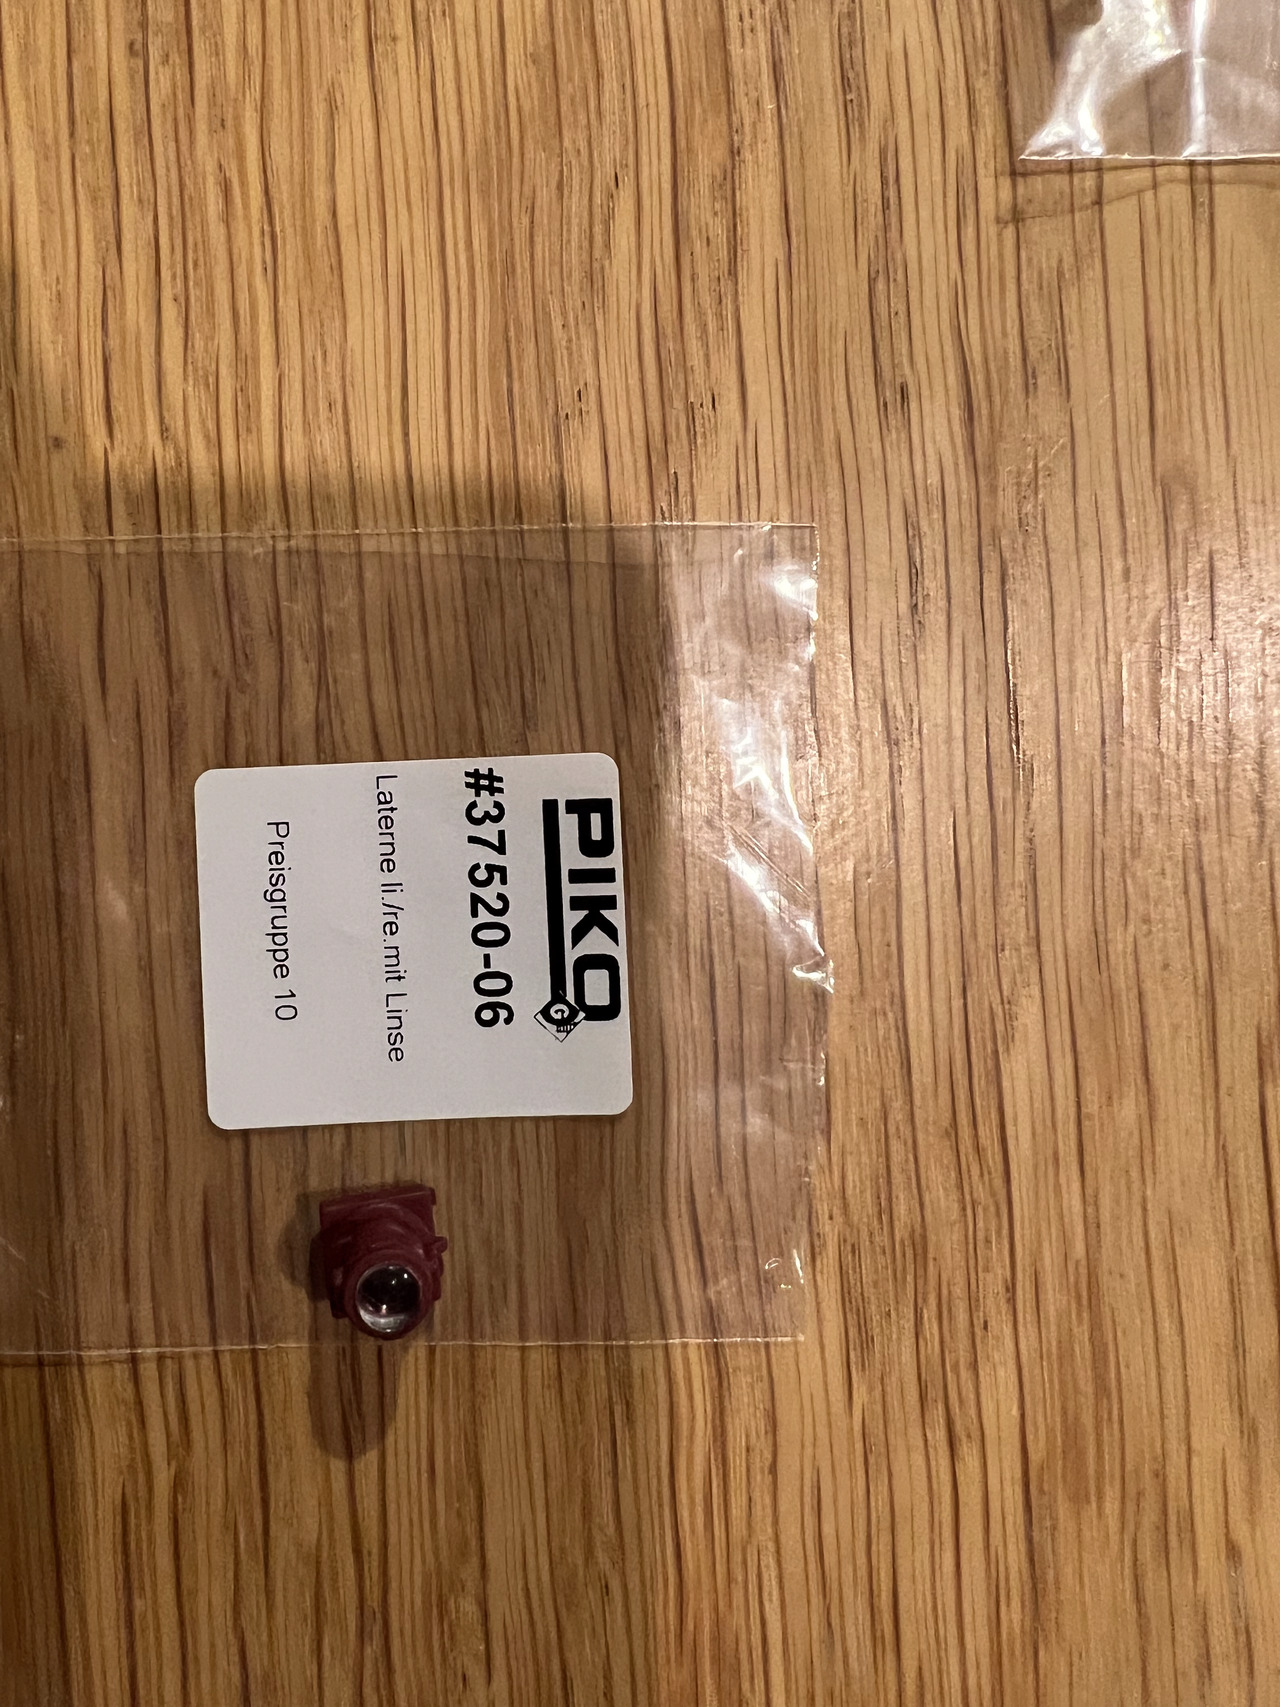 PIKO
G
#37520-06
Laterne li./re.mit Linse
Preisgruppe 10